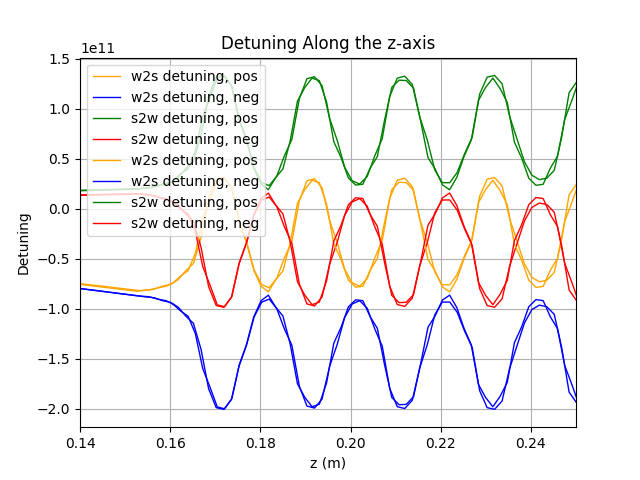 Detuning Along the z-axis
1e11
1.5
1.0
0.5
0.0
−0.5
−1.0
−1.5
−2.0
Detuning
w2s detuning, pos
w2s detuning, neg
s2w detuning, pos
s2w detuning, neg
w2s detuning, pos
w2s detuning, neg
s2w detuning, pos
s2w detuning, neg
0.14 0.16 0.18 0.20 0.22 0.24
z (m)